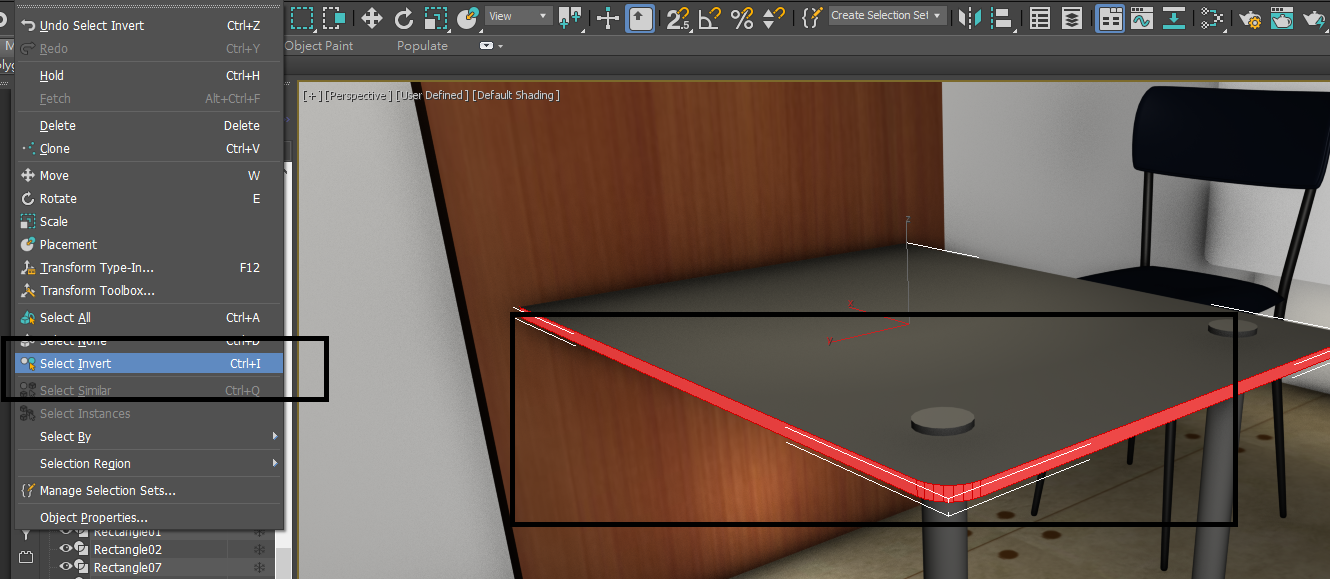 Undo Select Invert Ctrl+Z
Redo Ctrl+Y
Hold Ctrl+H
Fetch Alt+Ctrl+F
Delete Delete
Clone Ctrl+V
Move W
Rotate E
Scale
Placement
Transform Type-In... F12
Transform Toolbox...
Select All Ctrl+A
Select None Ctrl+D
Select Invert Ctrl+I
Select Similar Ctrl+Q
Select Instances
Select By
Selection Region
Manage Selection Sets...
Object Properties...
Rectangle01
Rectangle02
Rectangle07
View
2.5
Create Selection Set
Object Paint Populate
[+] [Perspective] [User Defined] [Default Shading]
z
x
y